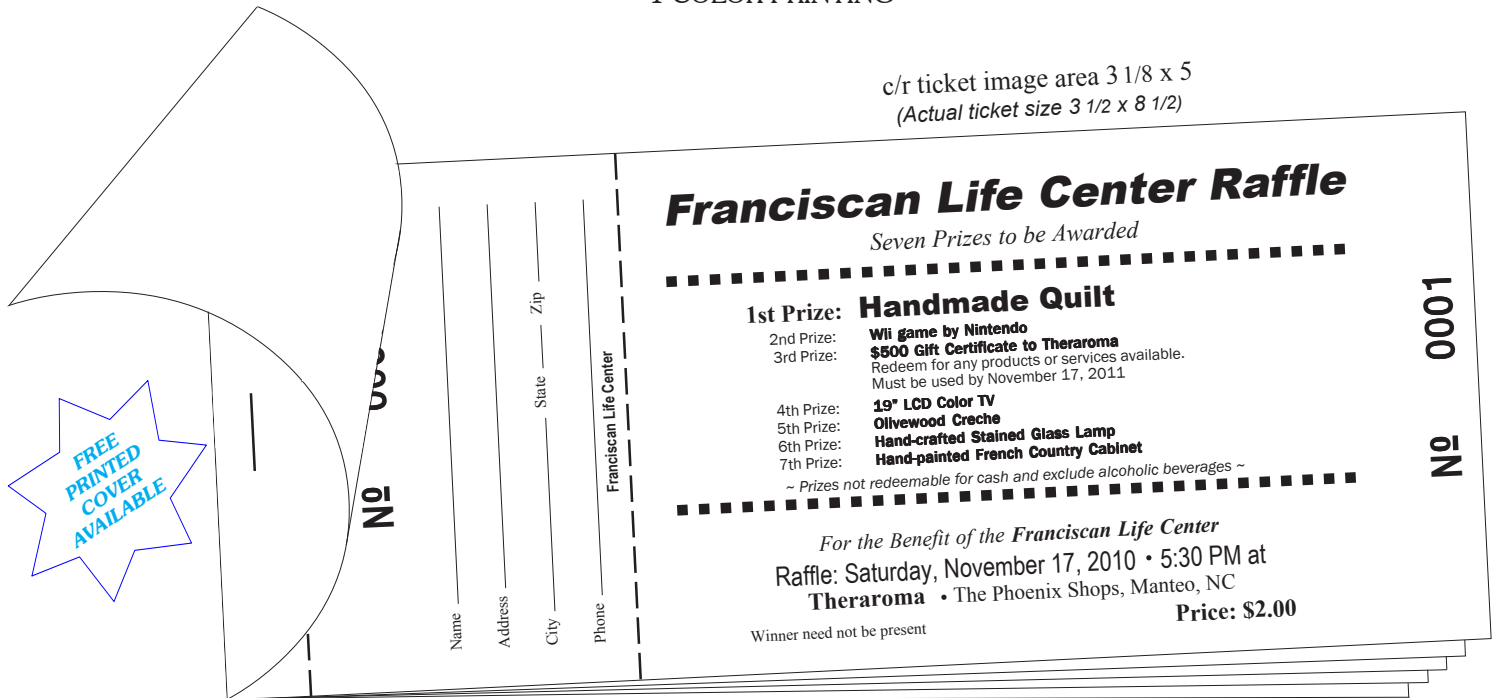 c/r ticket image area 3 1/8 x 5
(Actual ticket size 3 1/2 x 8 1/2)
Franciscan Life Center Raffle
Seven Prizes to be Awarded
1st Prize: Handmade Quilt
2nd Prize: Wii game by Nintendo
3rd Prize: $500 Gift Certificate to Theraroma
Redeem for any products or services available.
Must be used by November 17, 2011
4th Prize: 19" LCD Color TV
5th Prize: Olivewood Creche
6th Prize: Hand-crafted Stained Glass Lamp
7th Prize: Hand-painted French Country Cabinet
~ Prizes not redeemable for cash and exclude alcoholic beverages ~
For the Benefit of the Franciscan Life Center
Raffle: Saturday, November 17, 2010 • 5:30 PM at
Theraroma • The Phoenix Shops, Manteo, NC
Price: $2.00
Winner need not be present
Nº 0001
Franciscan Life Center
Name
Address
City State Zip
Phone
Nº
FREE
PRINTED
COVER
AVAILABLE